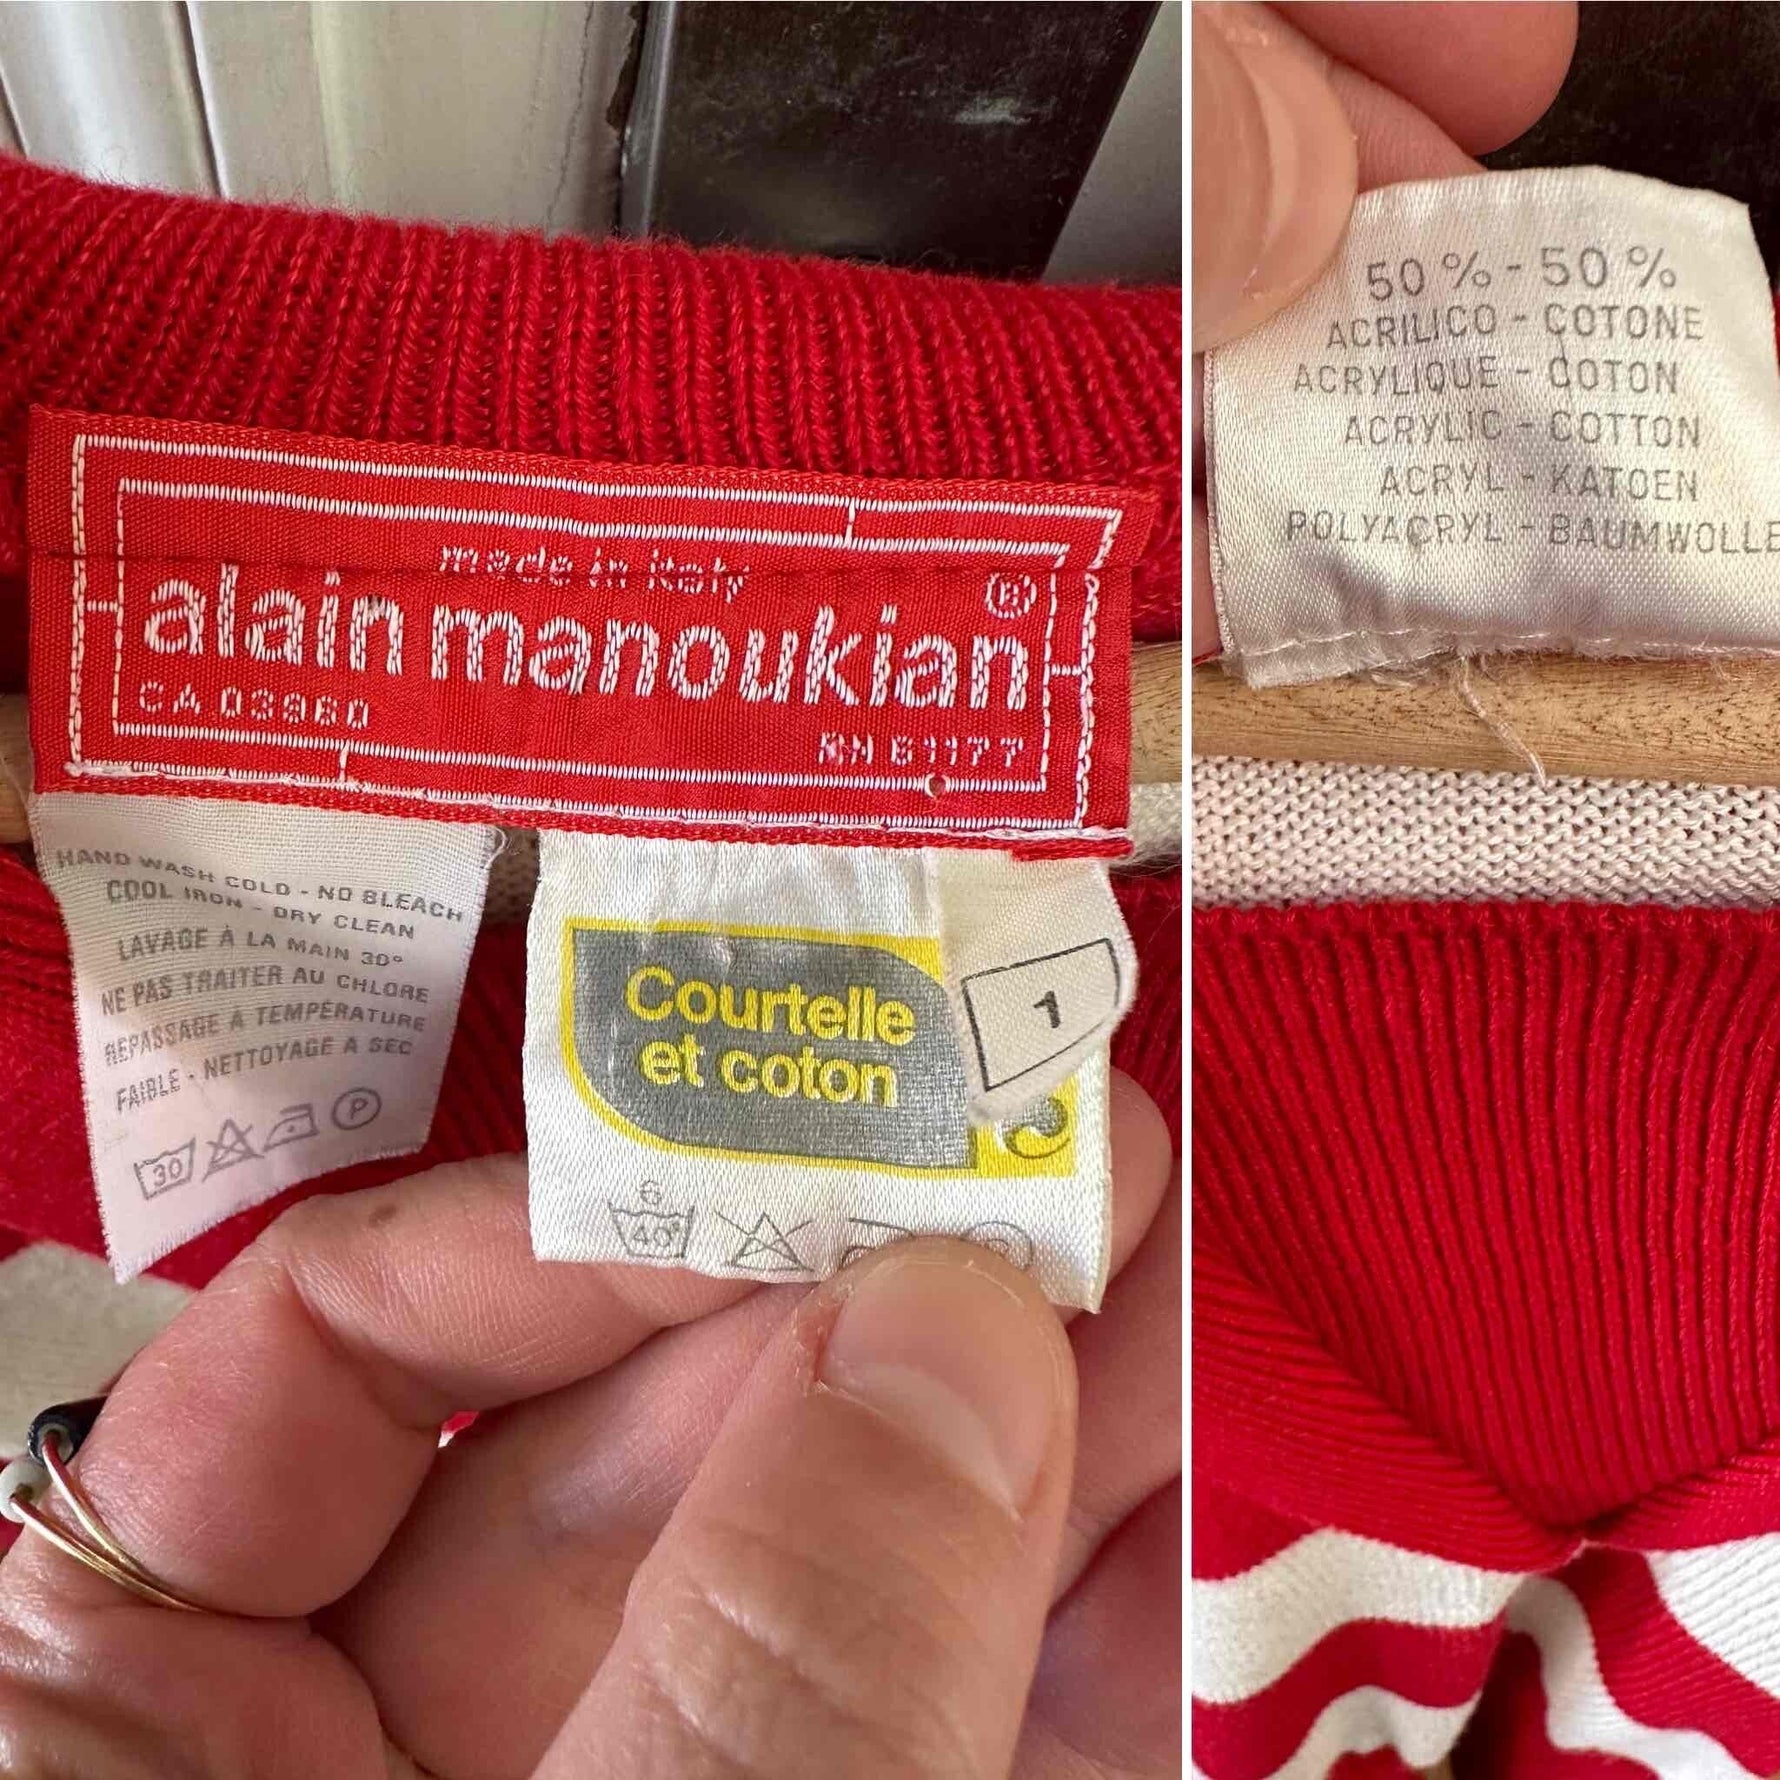 made in italy
alain manoukian ®
CA 03960
RN 61177
HAND WASH COLD - NO BLEACH
COOL IRON - DRY CLEAN
LAVAGE À LA MAIN 30°
NE PAS TRAITER AU CHLORE
REPASSAGE A TEMPÉRATURE
FAIBLE - NETTOYAGE A SEC
30
P
Courtelle
et coton
1
6
40°
50 % - 50 %
ACRILICO - COTONE
ACRYLIQUE - COTON
ACRYLIC - COTTON
ACRYL - KATOEN
POLYACRYL - BAUMWOLLE